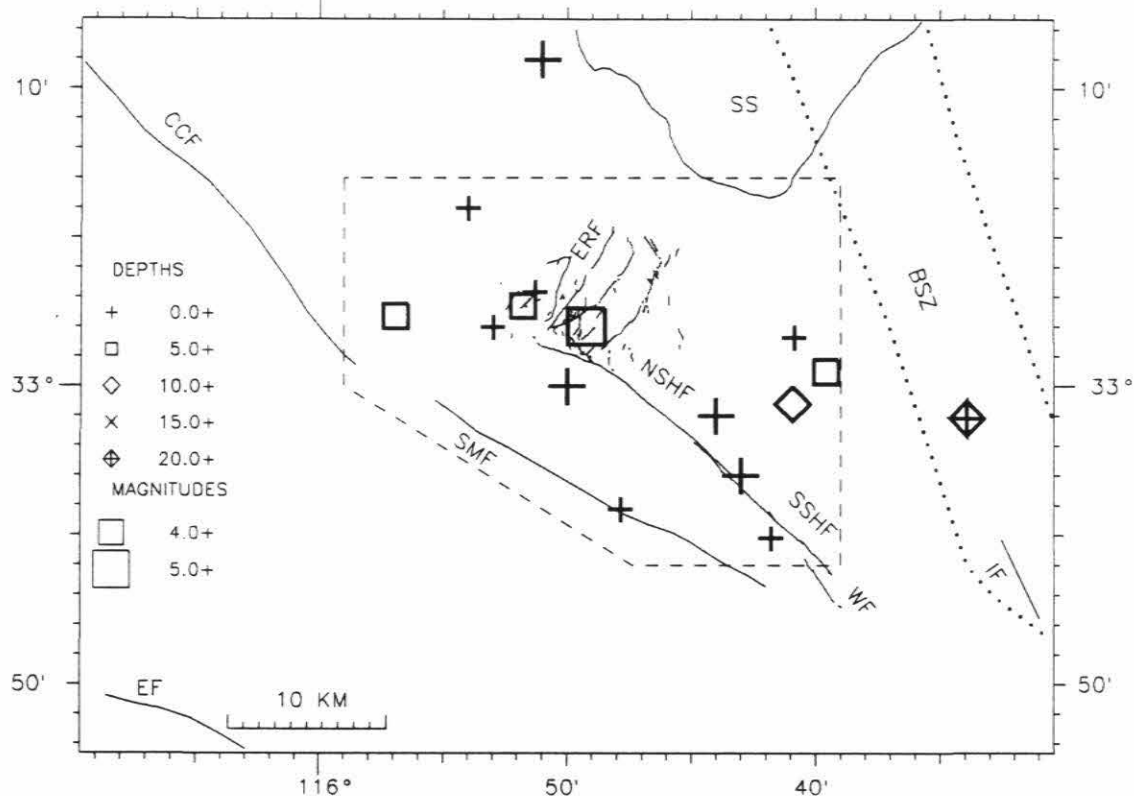 10'
10'
SS
CCF
ERF
DEPTHS
0.0+
5.0+
10.0+
15.0+
20.0+
MAGNITUDES
4.0+
5.0+
BSZ
NSHF
33°
33°
SMF
SSHF
IF
WF
50'
50'
EF
10 KM
116°
50'
40'